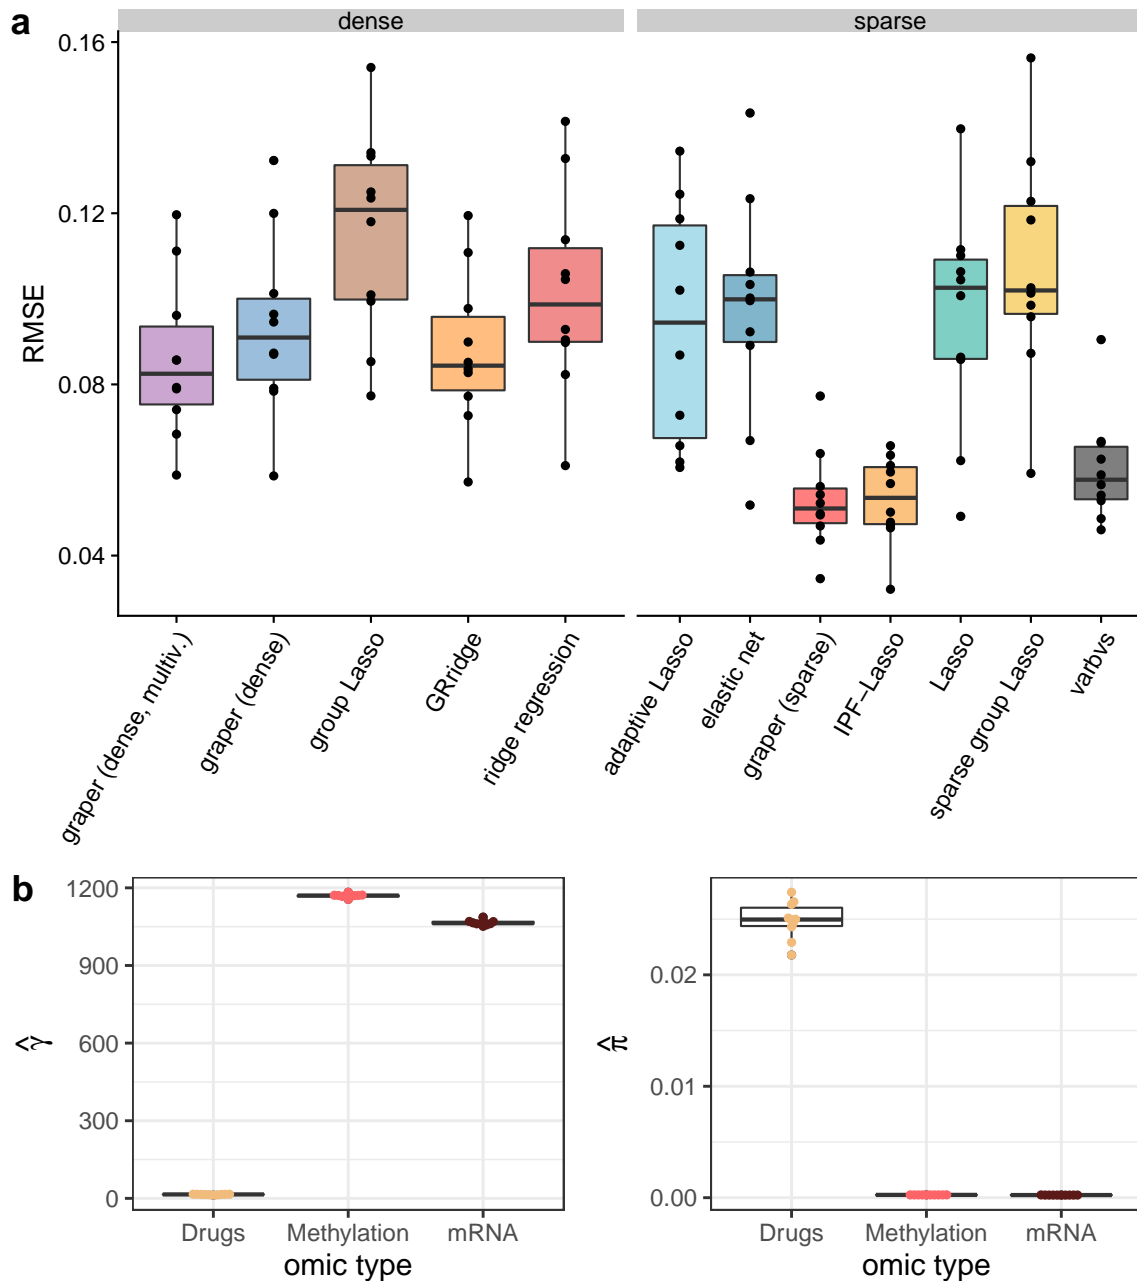 a
dense
sparse
0.16
0.12
0.08
0.04
RMSE
graper (dense, multiv.)
graper (dense)
group Lasso
GRridge
ridge regression
adaptive Lasso
elastic net
graper (sparse)
IPF−Lasso
Lasso
sparse group Lasso
varbvs
b
1200
900
600
300
0
γ̂
Drugs
Methylation
mRNA
omic type
0.02
0.01
0.00
π̂
Drugs
Methylation
mRNA
omic type